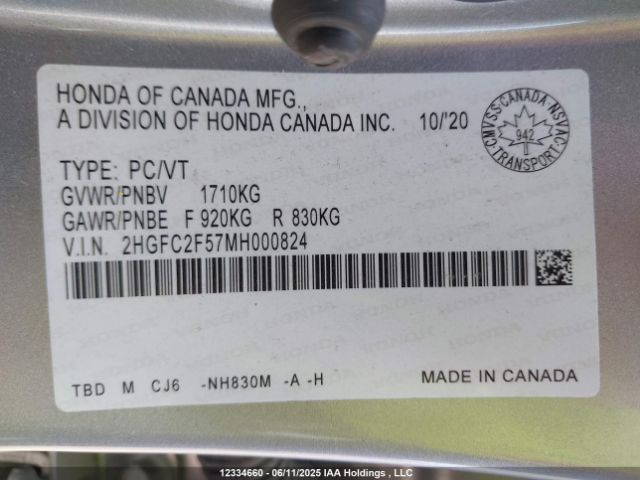 HONDA OF CANADA MFG.,
A DIVISION OF HONDA CANADA INC. 10/'20
CMVSS·CANADA·NSVAC·TRANSPORT
942
TYPE: PC/VT
GVWR/PNBV 1710KG
GAWR/PNBE F 920KG R 830KG
V.I.N. 2HGFC2F57MH000824
TBD M CJ6 -NH830M -A -H
MADE IN CANADA
12334660 - 06/11/2025 IAA Holdings , LLC